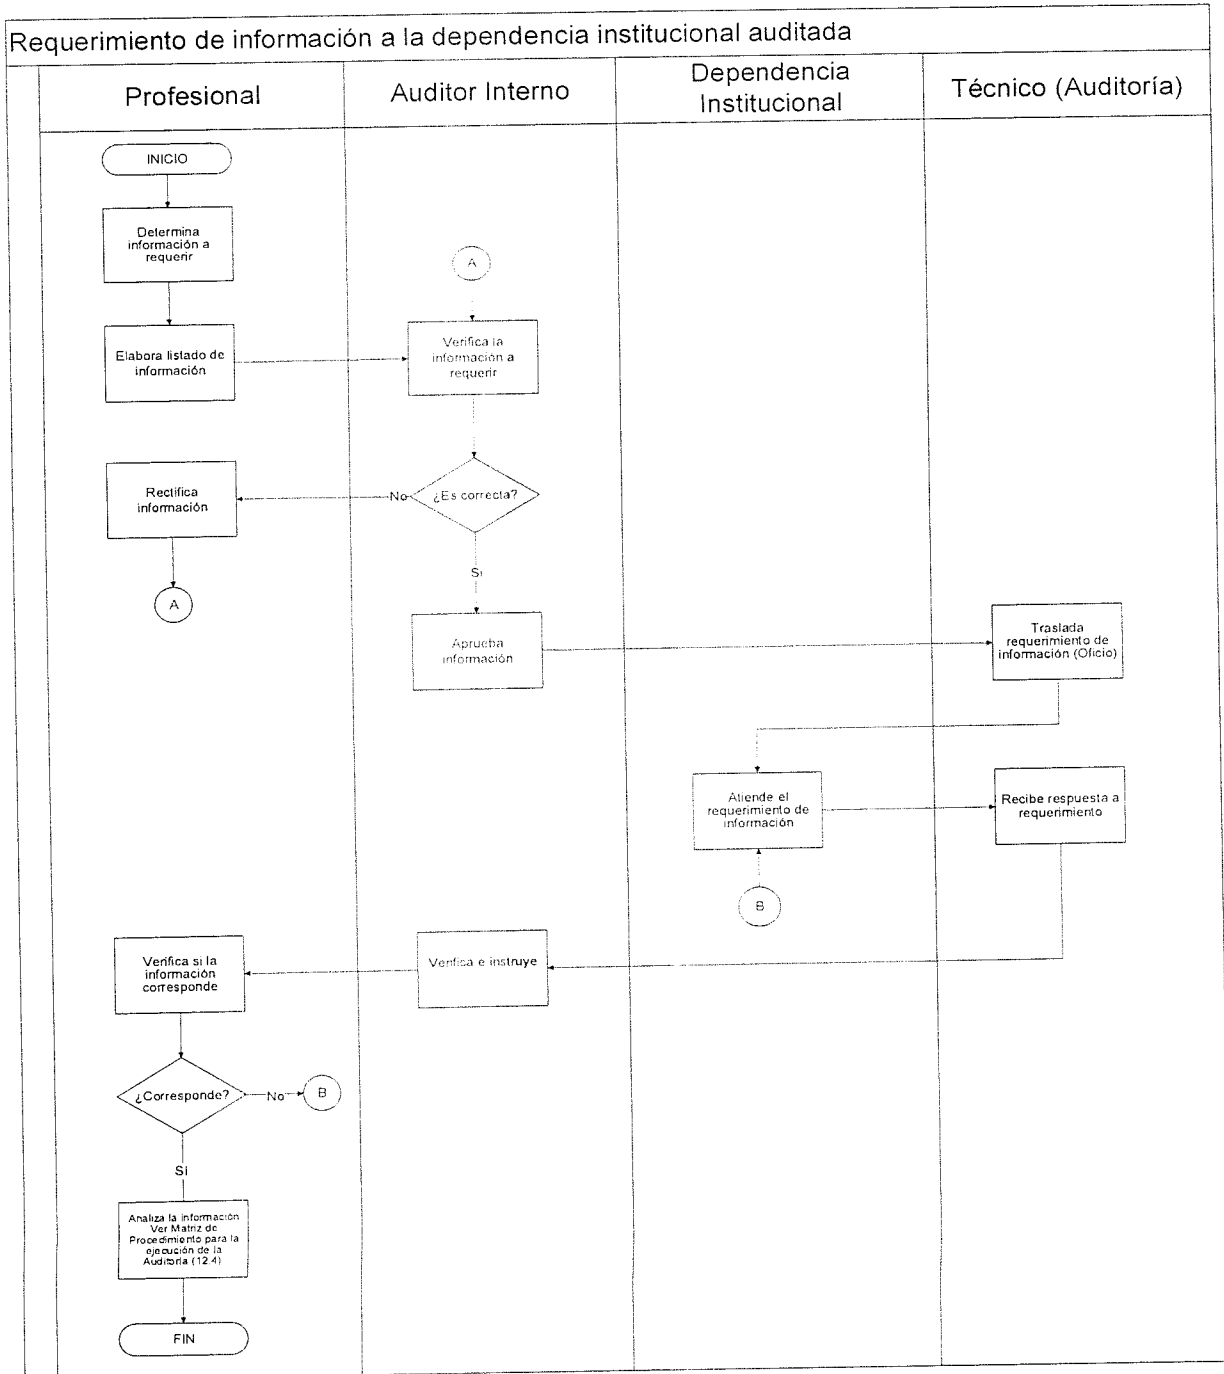 Requerimiento de información a la dependencia institucional auditada
Profesional
Auditor Interno
Dependencia
Institucional
Técnico (Auditoría)
INICIO
Determina
información a
requerir
A
Elabora listado de
información
Verifica la
información a
requerir
Rectifica
información
No
¿Es correcta?
Si
A
Aprueba
información
Traslada
requerimiento de
información (Oficio)
Atiende el
requerimiento de
información
Recibe respuesta a
requerimiento
B
Verifica si la
información
corresponde
Verifica e instruye
¿Corresponde?
No
B
Si
Analiza la información
Ver Matriz de
Procedimiento para la
ejecución de la
Auditoría (12.4)
FIN